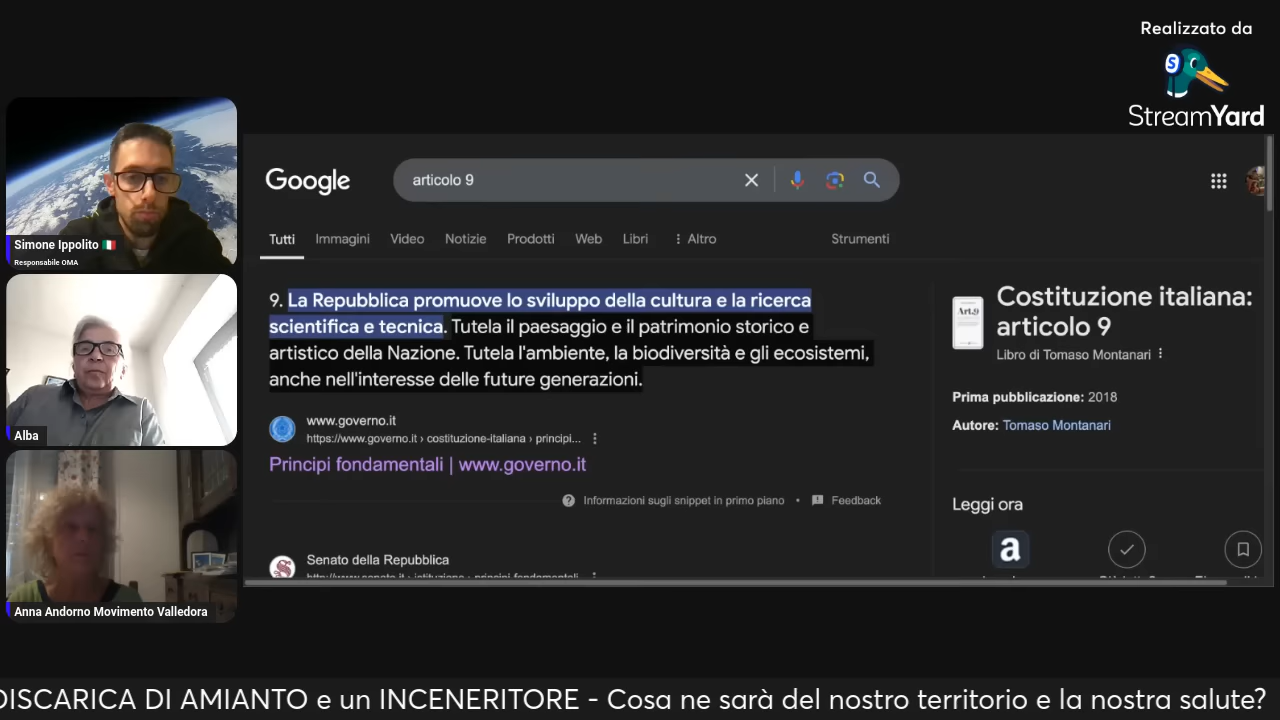 Realizzato da
StreamYard
Simone Ippolito
Responsabile OMA
Alba
Anna Andorno Movimento Valledora
Google
articolo 9
Tutti Immagini Video Notizie Prodotti Web Libri Altro Strumenti
9. La Repubblica promuove lo sviluppo della cultura e la ricerca
scientifica e tecnica. Tutela il paesaggio e il patrimonio storico e
artistico della Nazione. Tutela l'ambiente, la biodiversità e gli ecosistemi,
anche nell'interesse delle future generazioni.
www.governo.it
https://www.governo.it › costituzione-italiana › principi...
Principi fondamentali | www.governo.it
Informazioni sugli snippet in primo piano • Feedback
Senato della Repubblica
Costituzione italiana:
articolo 9
Libro di Tomaso Montanari
Art.9
Prima pubblicazione: 2018
Autore: Tomaso Montanari
Leggi ora
a
DISCARICA DI AMIANTO e un INCENERITORE - Cosa ne sarà del nostro territorio e la nostra salute?